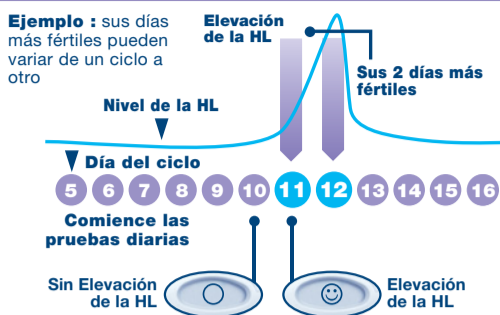 Ejemplo : sus días
más fértiles pueden
variar de un ciclo a
otro
Elevación
de la HL
Sus 2 días más
fértiles
Nivel de la HL
Día del ciclo
5 6 7 8 9 10 11 12 13 14 15 16
Comience las
pruebas diarias
Sin Elevación
de la HL
Elevación
de la HL